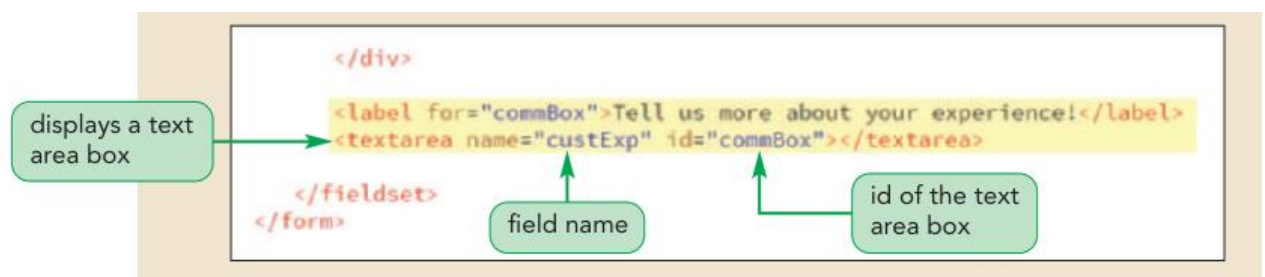 </div>
<label for="commBox">Tell us more about your experience!</label>
<textarea name="custExp" id="commBox"></textarea>
</fieldset>
</form>
displays a text
area box
field name
id of the text
area box